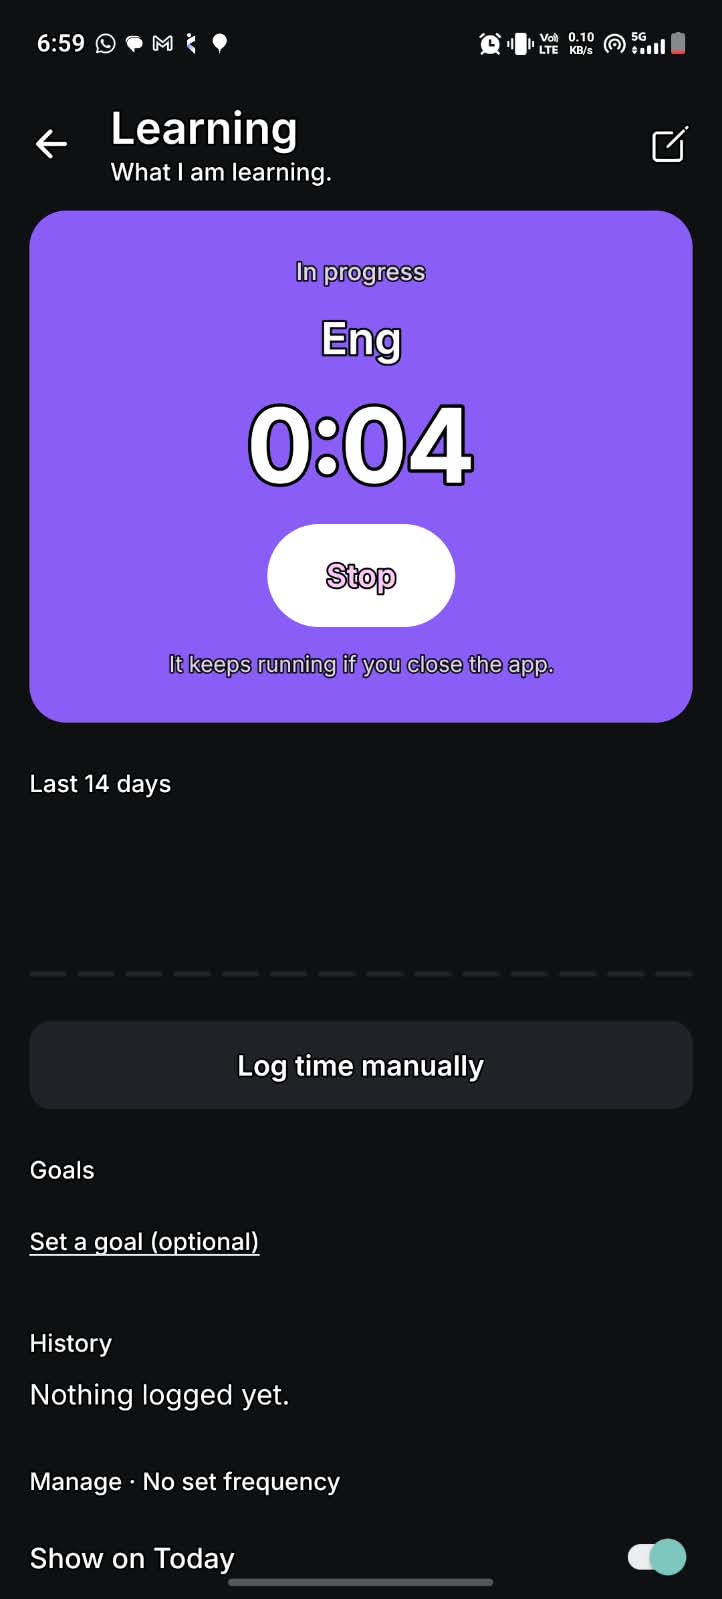 6:59
Vo)) 0.10 5G
LTE KB/s
Learning
What I am learning.
In progress
Eng
0:04
Stop
It keeps running if you close the app.
Last 14 days
Log time manually
Goals
Set a goal (optional)
History
Nothing logged yet.
Manage · No set frequency
Show on Today